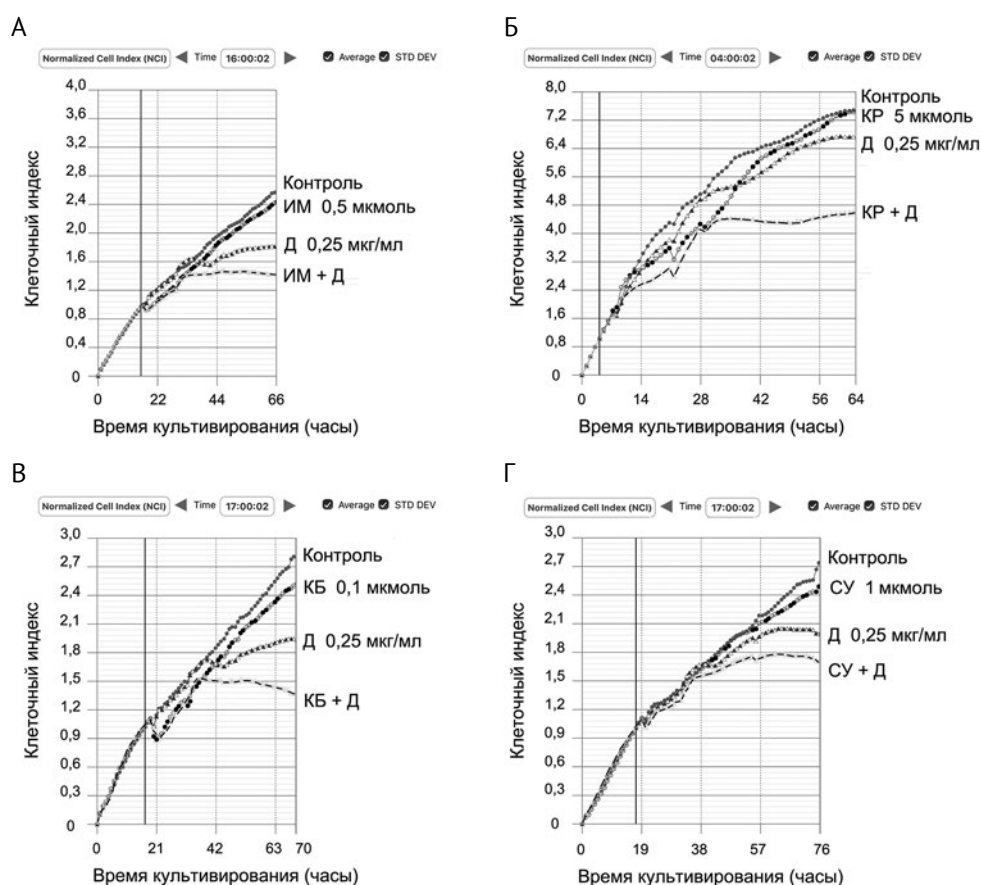 А
Normalized Cell Index (NCI) Time 16:00:02 Average STD DEV
4,0
3,6
3,2
2,8
2,4
2,0
1,6
1,2
0,8
0,4
0
Клеточный индекс
Контроль
ИМ 0,5 мкмоль
Д 0,25 мкг/мл
ИМ + Д
0 22 44 66
Время культивирования (часы)
Б
Normalized Cell Index (NCI) Time 04:00:02 Average STD DEV
8,0
7,2
6,4
5,4
4,4
3,6
2,8
1,6
0,8
0
Клеточный индекс
Контроль
КР 5 мкмоль
Д 0,25 мкг/мл
КР + Д
0 14 28 42 56 64
Время культивирования (часы)
В
Normalized Cell Index (NCI) Time 17:00:02 Average STD DEV
3,0
2,7
2,4
2,1
1,8
1,5
1,2
0,9
0,6
0,3
0
Клеточный индекс
Контроль
КБ 0,1 мкмоль
Д 0,25 мкг/мл
КБ + Д
0 21 42 63 70
Время культивирования (часы)
Г
Normalized Cell Index (NCI) Time 17:00:02 Average STD DEV
3,0
2,7
2,4
2,1
1,8
1,5
1,2
0,9
0,6
0,3
0
Клеточный индекс
Контроль
СУ 1 мкмоль
Д 0,25 мкг/мл
СУ + Д
0 19 38 57 76
Время культивирования (часы)